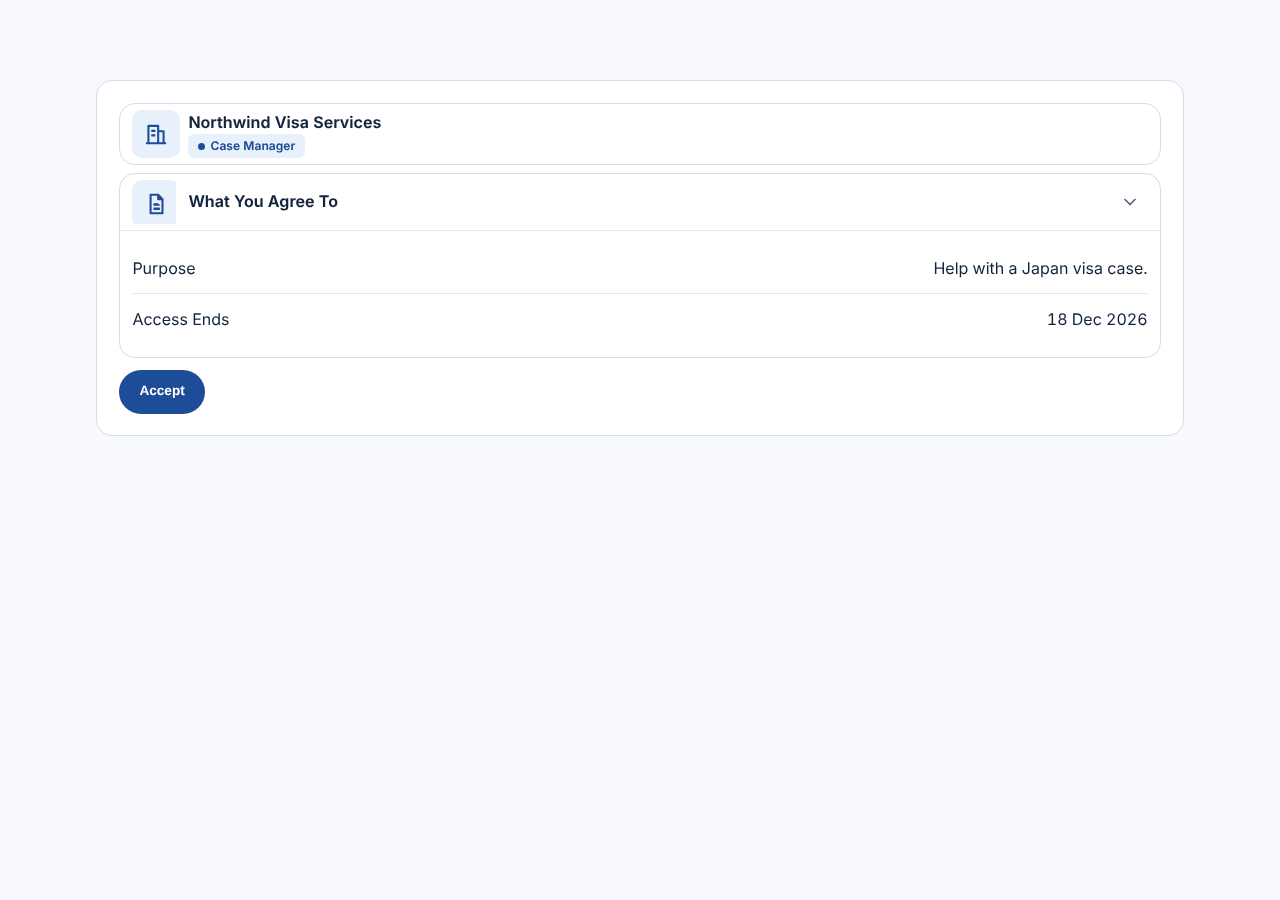 Northwind Visa Services
Case Manager
What You Agree To
Purpose
Help with a Japan visa case.
Access Ends
18 Dec 2026
Accept